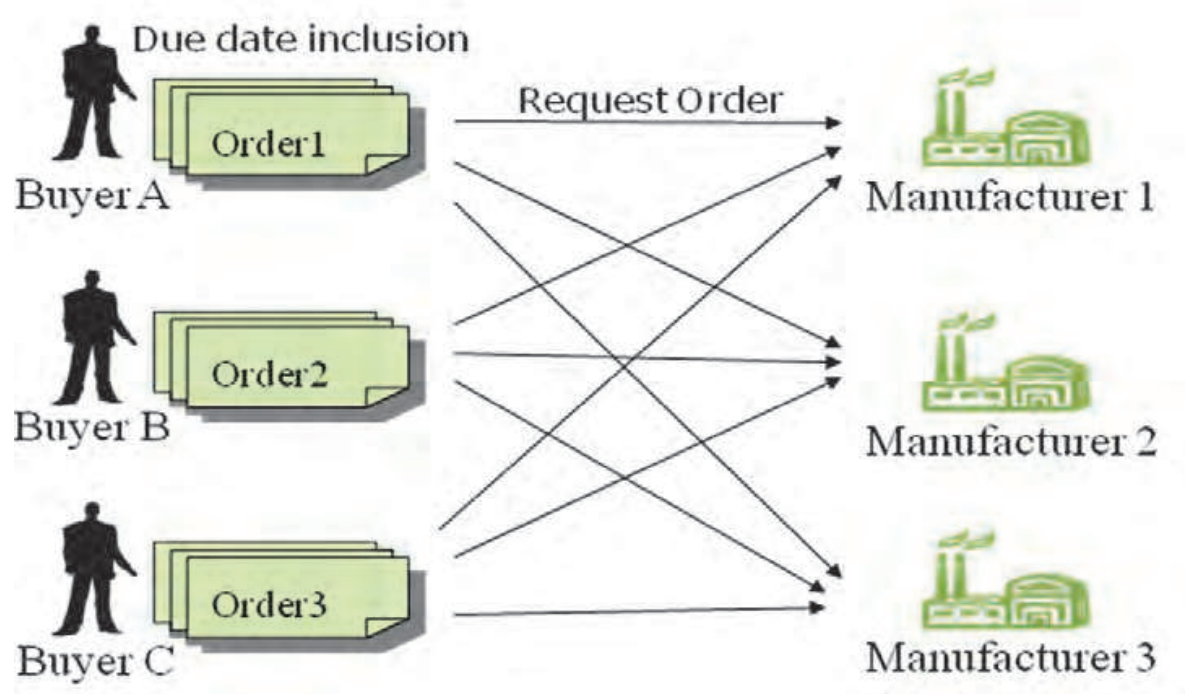 Due date inclusion
Request Order
Order1
Buyer A
Manufacturer 1
Order2
Buyer B
Manufacturer 2
Order3
Buyer C
Manufacturer 3